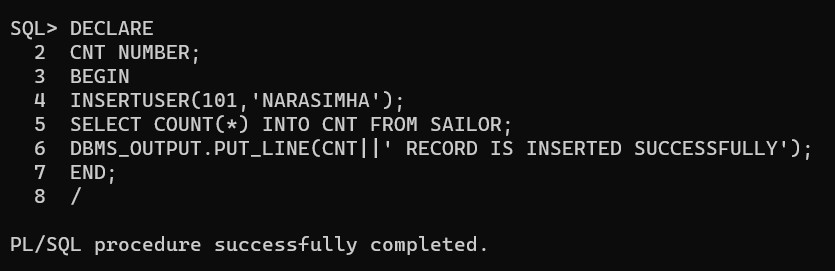 SQL> DECLARE
  2  CNT NUMBER;
  3  BEGIN
  4  INSERTUSER(101,'NARASIMHA');
  5  SELECT COUNT(*) INTO CNT FROM SAILOR;
  6  DBMS_OUTPUT.PUT_LINE(CNT||' RECORD IS INSERTED SUCCESSFULLY');
  7  END;
  8  /
PL/SQL procedure successfully completed.